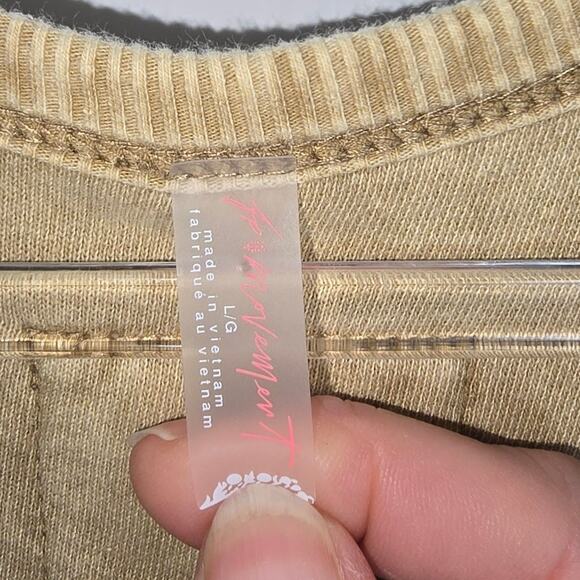 movement
L/G
made in vietnam
fabriqué au vietnam